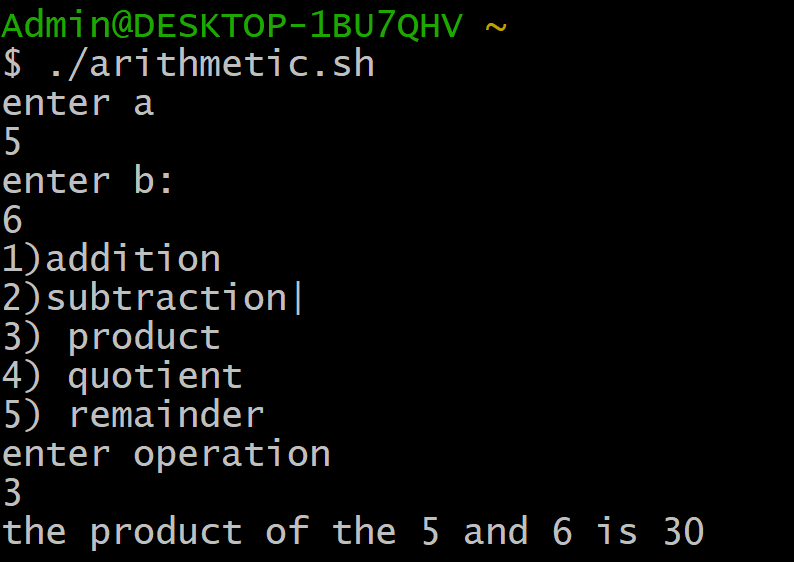 Admin@DESKTOP-1BU7QHV ~
$ ./arithmetic.sh
enter a
5
enter b:
6
1)addition
2)subtraction|
3) product
4) quotient
5) remainder
enter operation
3
the product of the 5 and 6 is 30